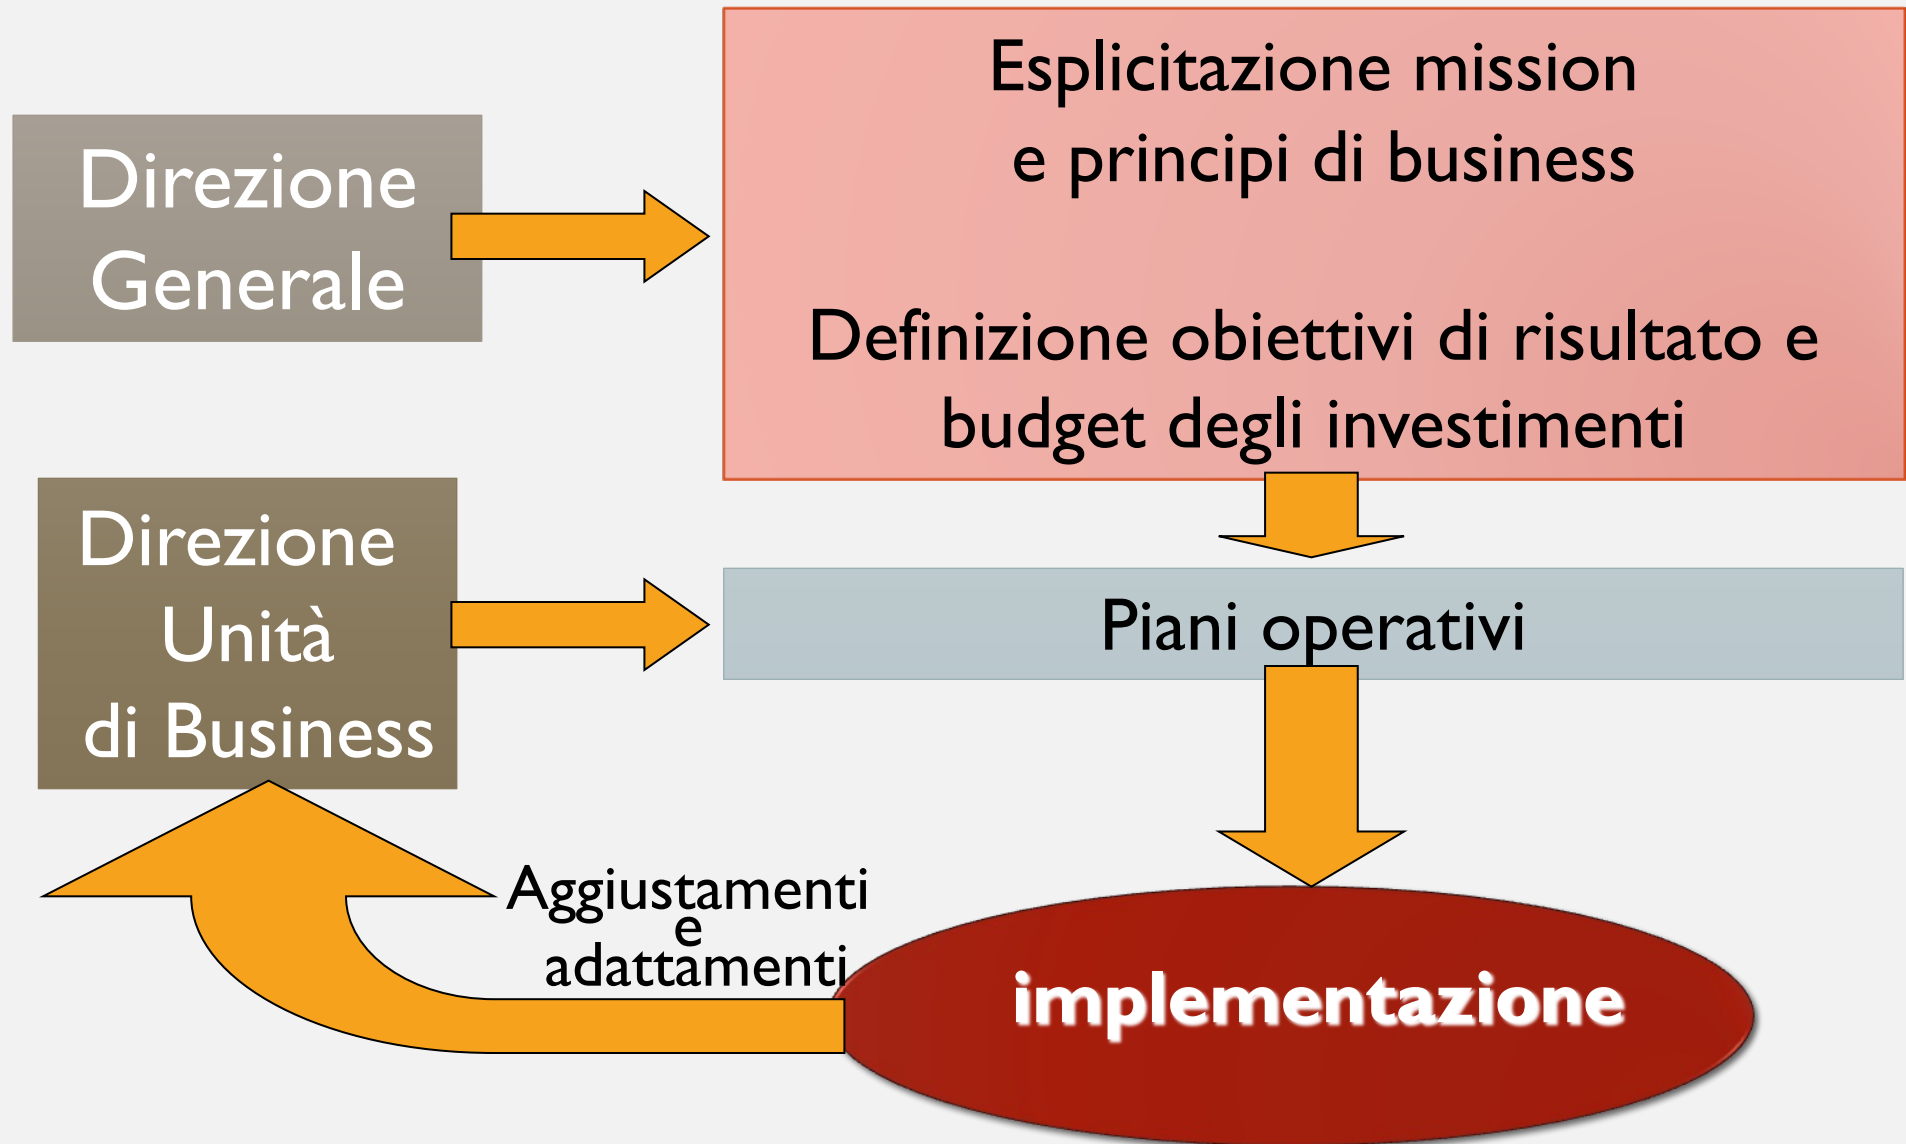 Direzione
Generale
Esplicitazione mission
e principi di business
Definizione obiettivi di risultato e
budget degli investimenti
Direzione
Unità
di Business
Piani operativi
Aggiustamenti
e
adattamenti
implementazione